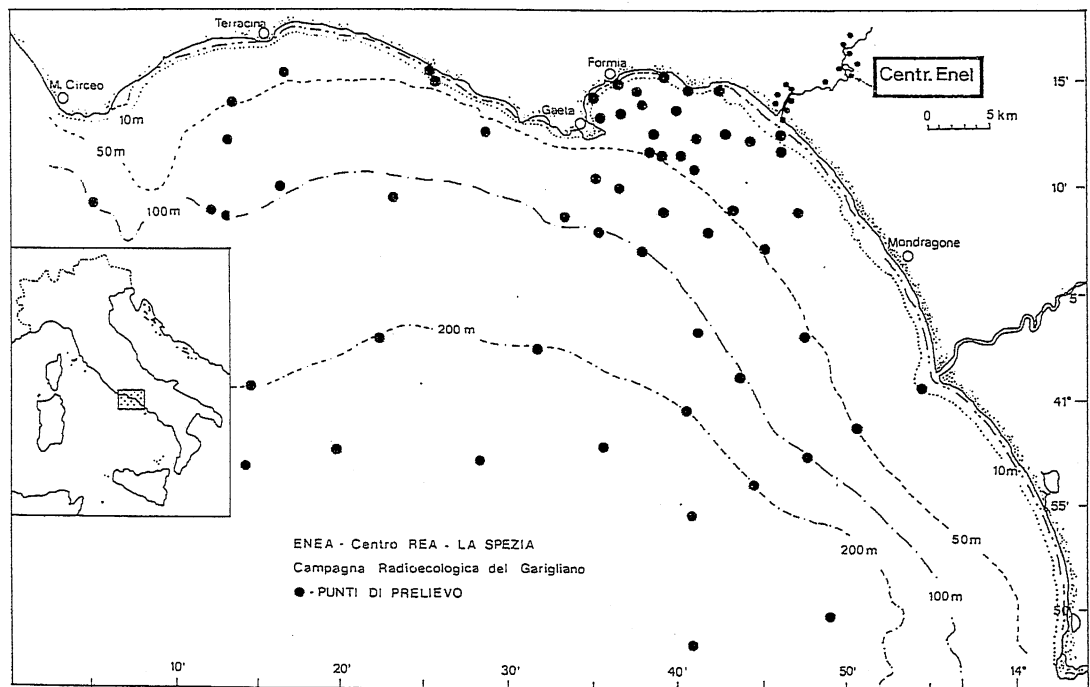 Terracina
M. Circeo
10m
50m
100m
Formia
Gaeta
Centr. Enel
0 5 km
15'
10'
Mondragone
5'
200 m
41°
10m
55'
ENEA - Centro REA - LA SPEZIA
Campagna Radioecologica del Garigliano
● - PUNTI DI PRELIEVO
200 m
50m
100 m
50'
10' 20' 30' 40' 50' 14°